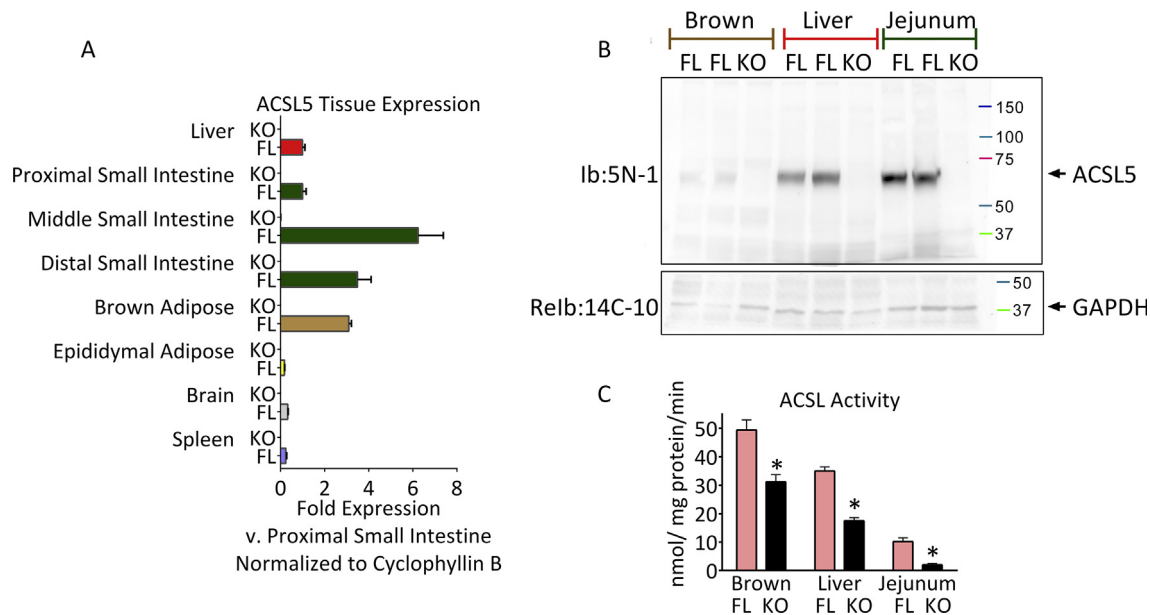 A
ACSL5 Tissue Expression
Liver KO
FL
Proximal Small Intestine KO
FL
Middle Small Intestine KO
FL
Distal Small Intestine KO
FL
Brown Adipose KO
FL
Epididymal Adipose KO
FL
Brain KO
FL
Spleen KO
FL
0 2 4 6 8
Fold Expression
v. Proximal Small Intestine
Normalized to Cyclophyllin B
B
Brown Liver Jejunum
FL FL KO FL FL KO FL FL KO
150
100
75
Ib:5N-1 ACSL5
50
37
50
ReIb:14C-10 37 GAPDH
C
ACSL Activity
nmol/ mg protein/min
50
40
30
20
10
0
* * *
Brown Liver Jejunum
FL KO FL KO FL KO